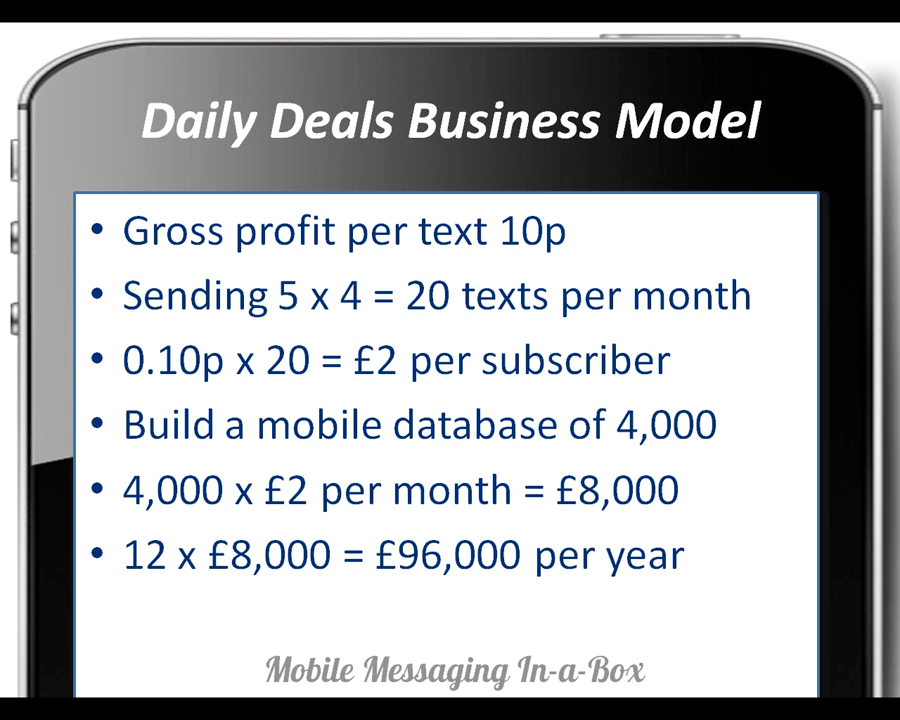 Daily Deals Business Model
• Gross profit per text 10p
• Sending 5 x 4 = 20 texts per month
• 0.10p x 20 = £2 per subscriber
• Build a mobile database of 4,000
• 4,000 x £2 per month = £8,000
• 12 x £8,000 = £96,000 per year
Mobile Messaging In-a-Box